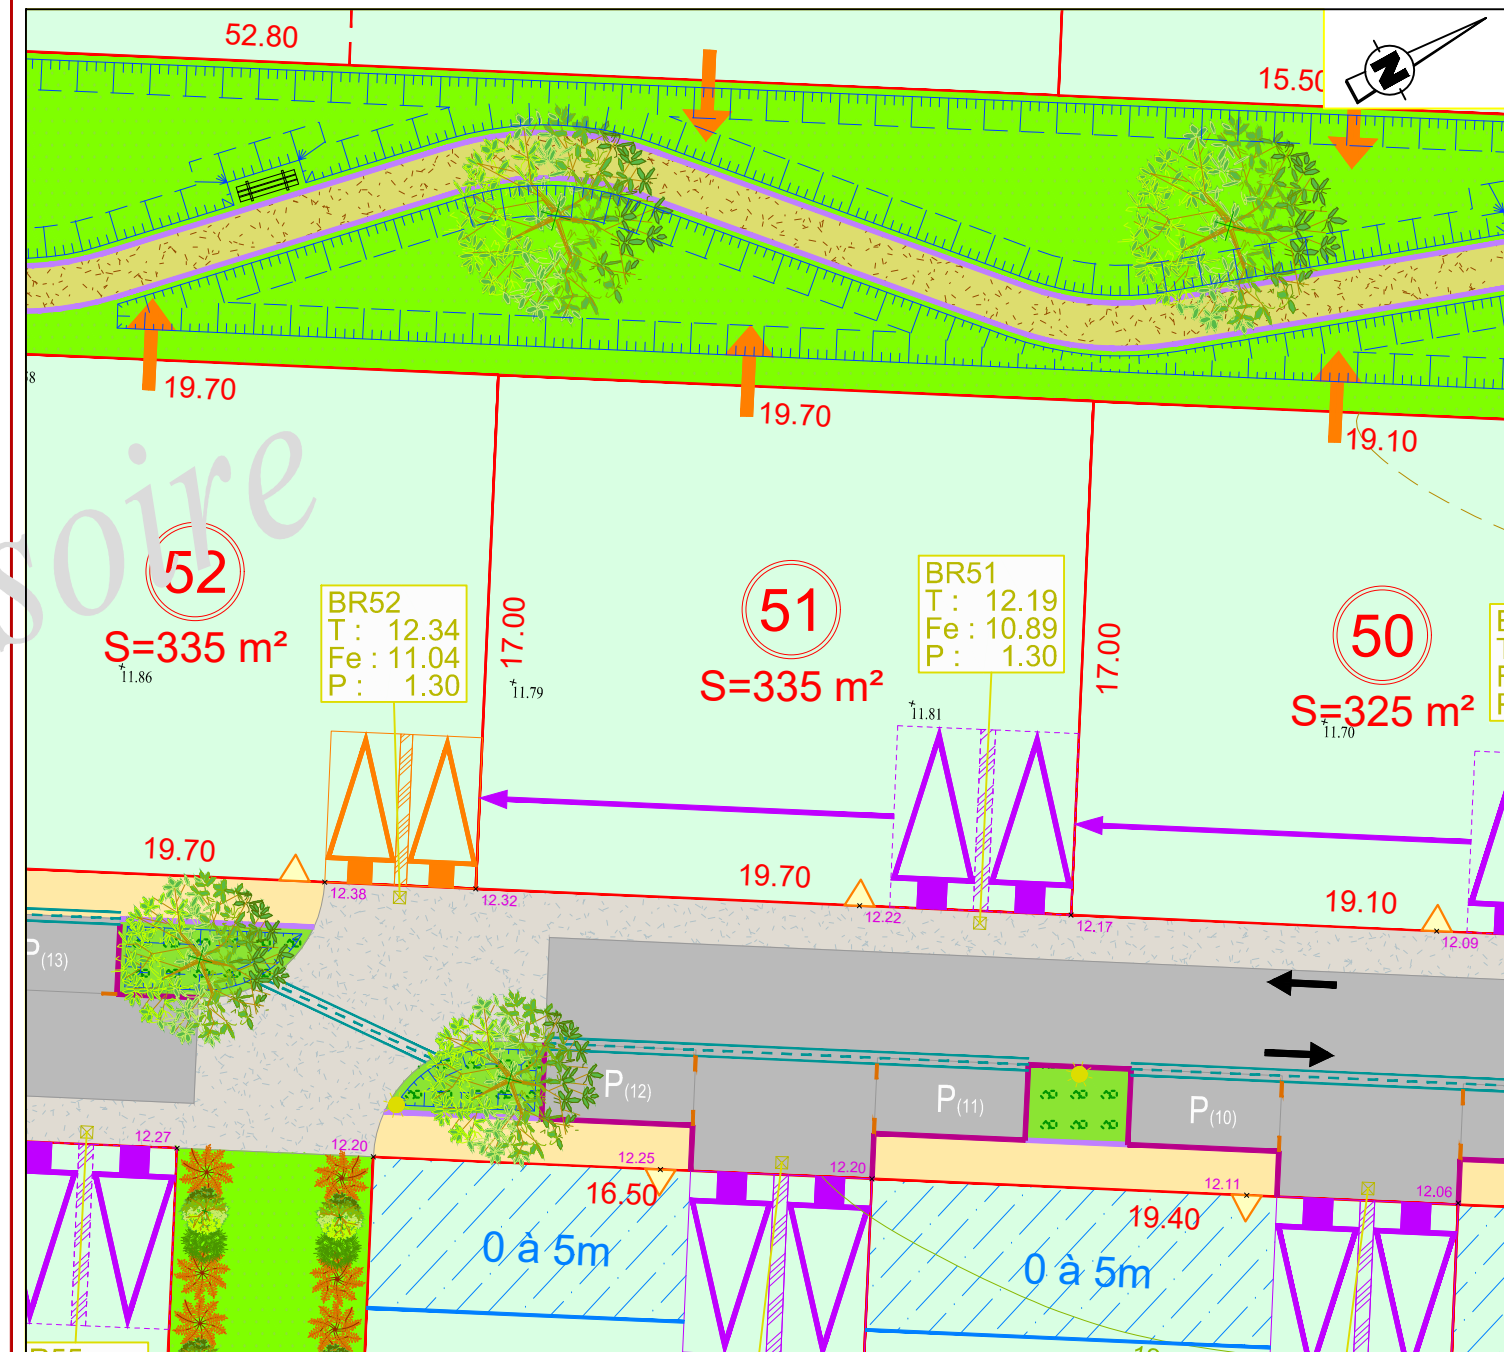 52.80
15.50
N
19.70
19.70
19.10
soire
52
S=335 m²
11.86
BR52
T : 12.34
Fe : 11.04
P : 1.30
17.00
11.79
51
S=335 m²
BR51
T : 12.19
Fe : 10.89
P : 1.30
11.81
17.00
50
S=325 m²
11.70
19.70
12.38
12.32
19.70
12.22
12.17
19.10
12.09
P(13)
P(12)
P(11)
P(10)
12.27
12.20
12.25
16.50
12.20
12.11
19.40
12.06
0 à 5m
0 à 5m